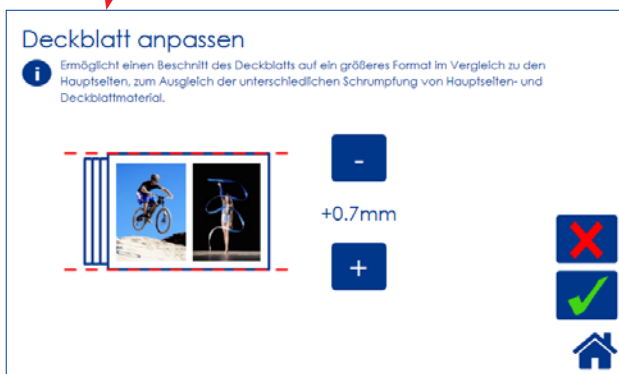 Deckblatt anpassen
i
Ermöglicht einen Beschnitt des Deckblatts auf ein größeres Format im Vergleich zu den
Hauptseiten, zum Ausgleich der unterschiedlichen Schrumpfung von Hauptseiten- und
Deckblattmaterial.
-
+0.7mm
+